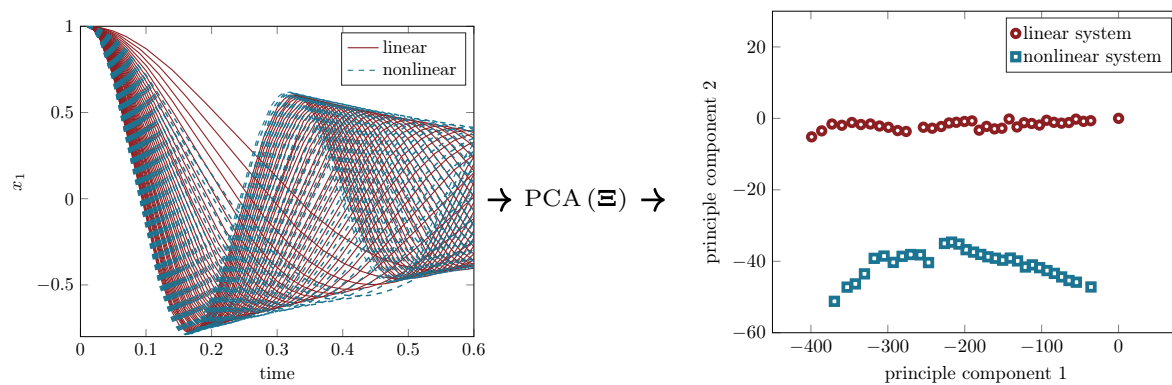 1
0.5
0
−0.5
0
0.1
0.2
0.3
0.4
0.5
0.6
x1
time
linear
nonlinear
→ PCA (Ξ) →
20
0
−20
−40
−60
−400
−300
−200
−100
0
principle component 2
principle component 1
linear system
nonlinear system